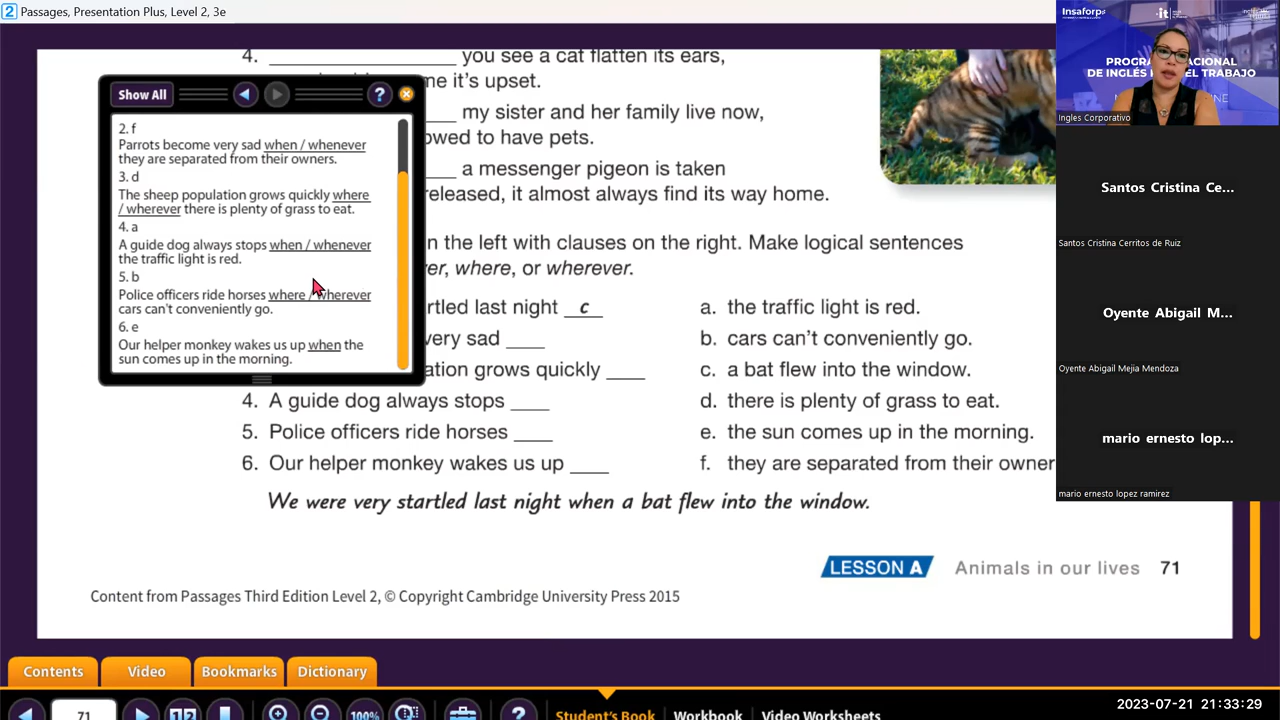 Passages, Presentation Plus, Level 2, 3e
4. ________ you see a cat flatten its ears,
me it's upset.
my sister and her family live now,
owed to have pets.
a messenger pigeon is taken
released, it almost always find its way home.
n the left with clauses on the right. Make logical sentences
er, where, or wherever.
rtled last night c
a. the traffic light is red.
very sad ____
b. cars can't conveniently go.
ation grows quickly ____
c. a bat flew into the window.
4. A guide dog always stops ____
d. there is plenty of grass to eat.
5. Police officers ride horses ____
e. the sun comes up in the morning.
6. Our helper monkey wakes us up ____
f. they are separated from their owner
We were very startled last night when a bat flew into the window.
LESSON A Animals in our lives 71
Content from Passages Third Edition Level 2, © Copyright Cambridge University Press 2015
Show All
?
2. f
Parrots become very sad when / whenever
they are separated from their owners.
3. d
The sheep population grows quickly where
/ wherever there is plenty of grass to eat.
4. a
A guide dog always stops when / whenever
the traffic light is red.
5. b
Police officers ride horses where / wherever
cars can't conveniently go.
6. e
Our helper monkey wakes us up when the
sun comes up in the morning.
Insaforp
Ingles Corporativo
Santos Cristina Ce...
Santos Cristina Cerritos de Ruiz
Oyente Abigail M...
Oyente Abigail Mejia Mendoza
mario ernesto lop...
mario ernesto lopez ramirez
Contents
Video
Bookmarks
Dictionary
71
1 2
100%
?
Student's Book
Workbook
Video Worksheets
2023-07-21 21:33:29